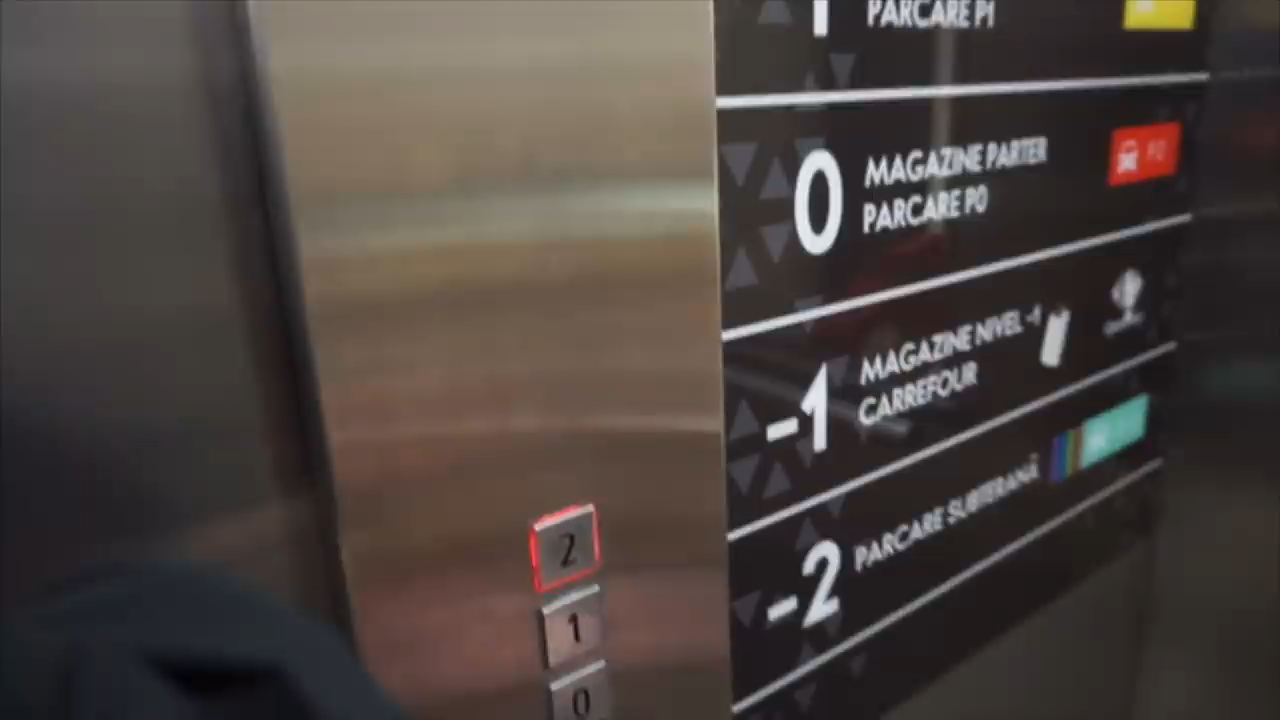 1
PARCARE P1
0
MAGAZINE PARTER
PARCARE P0
P0
-1
MAGAZINE NIVEL -1
CARREFOUR
-2
PARCARE SUBTERANĂ
2
1
0